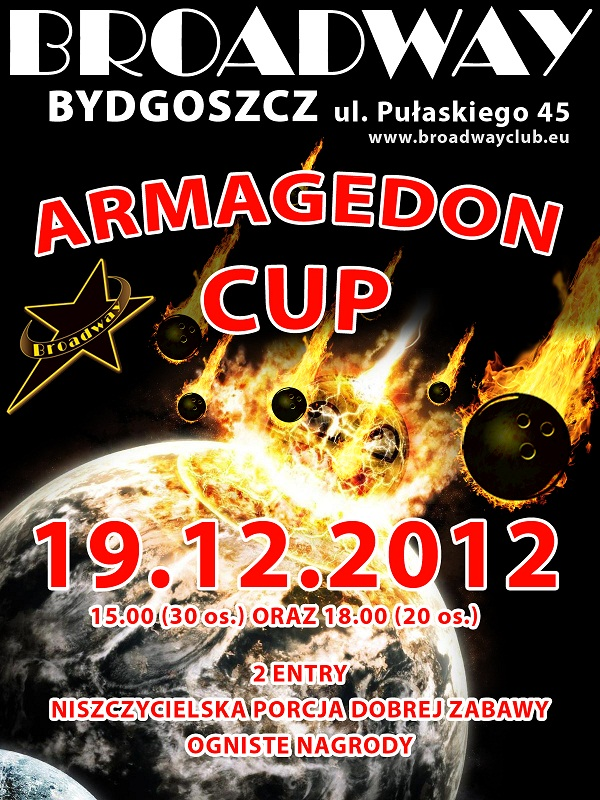 BROADWAY
BYDGOSZCZ ul. Pułaskiego 45
www.broadwayclub.eu
ARMAGEDON
CUP
Broadway
19.12.2012
15.00 (30 os.) ORAZ 18.00 (20 os.)
2 ENTRY
NISZCZYCIELSKA PORCJA DOBREJ ZABAWY
OGNISTE NAGRODY